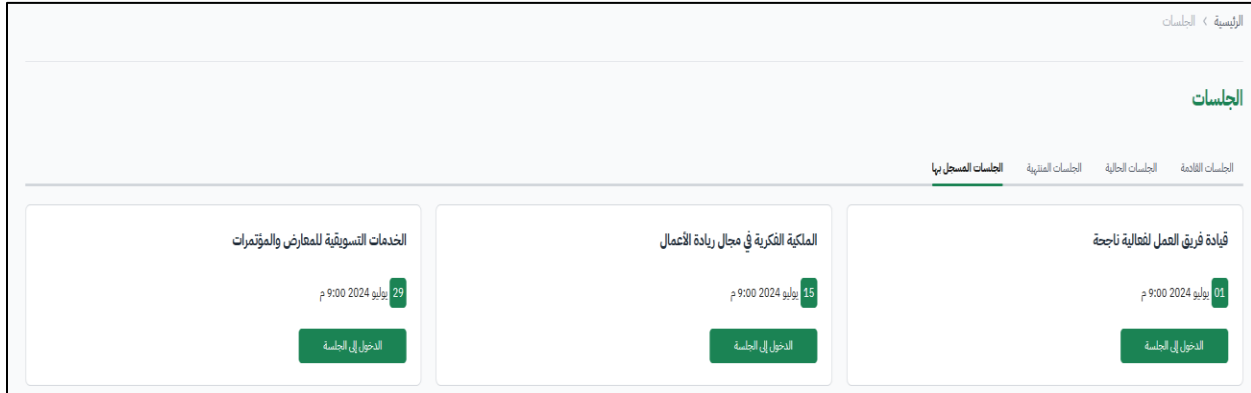 الرئيسية › الجلسات
الجلسات
الجلسات القادمة الجلسات الحالية الجلسات المنتهية الجلسات المسجل بها
قيادة فريق العمل لفعالية ناجحة
01 يوليو 2024 9:00 م
الدخول إلى الجلسة
الملكية الفكرية في مجال ريادة الأعمال
15 يوليو 2024 9:00 م
الدخول إلى الجلسة
الخدمات التسويقية للمعارض والمؤتمرات
29 يوليو 2024 9:00 م
الدخول إلى الجلسة